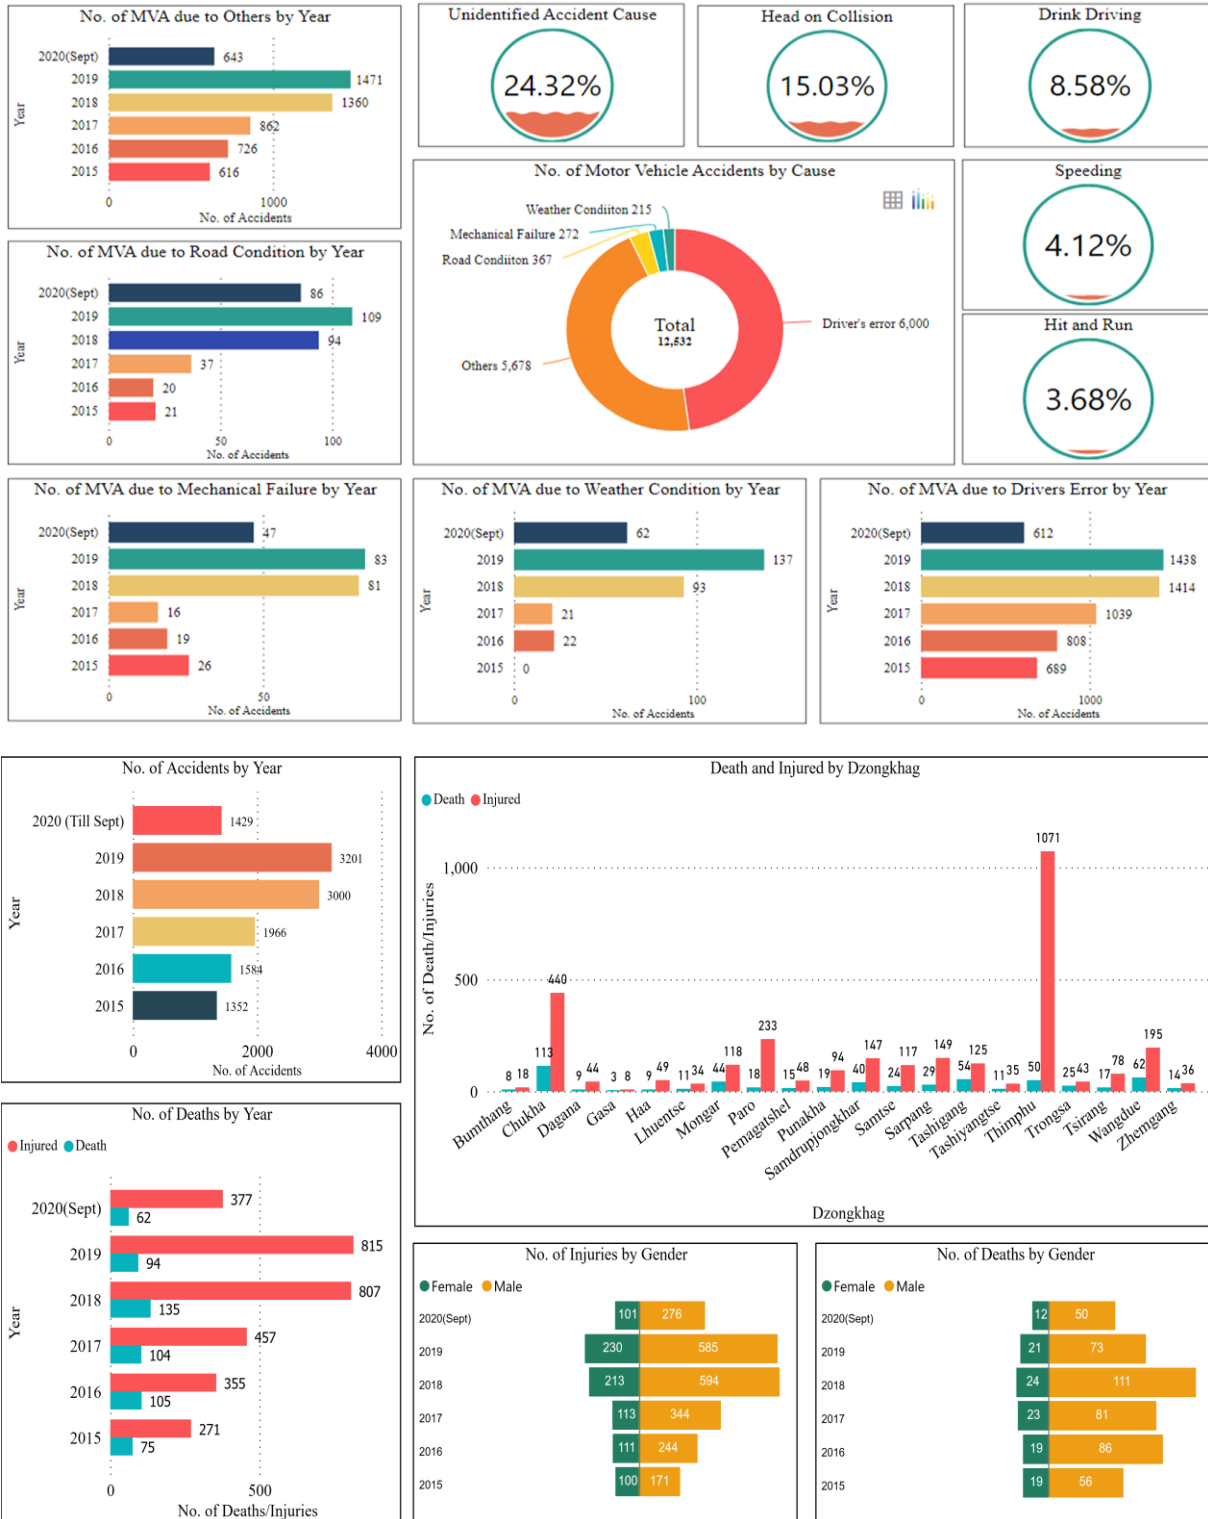 No. of MVA due to Others by Year
Year
2020(Sept) 643
2019 1471
2018 1360
2017 862
2016 726
2015 616
0 1000
No. of Accidents
Unidentified Accident Cause
24.32%
Head on Collision
15.03%
Drink Driving
8.58%
No. of MVA due to Road Condition by Year
Year
2020(Sept) 86
2019 109
2018 94
2017 37
2016 20
2015 21
0 50 100
No. of Accidents
No. of Motor Vehicle Accidents by Cause
Weather Condiiton 215
Mechanical Failure 272
Road Condiiton 367
Total
12,532
Driver's error 6,000
Others 5,678
Speeding
4.12%
Hit and Run
3.68%
No. of MVA due to Mechanical Failure by Year
Year
2020(Sept) 47
2019 83
2018 81
2017 16
2016 19
2015 26
0 50
No. of Accidents
No. of MVA due to Weather Condition by Year
Year
2020(Sept) 62
2019 137
2018 93
2017 21
2016 22
2015 0
0 100
No. of Accidents
No. of MVA due to Drivers Error by Year
Year
2020(Sept) 612
2019 1438
2018 1414
2017 1039
2016 808
2015 689
0 1000
No. of Accidents
No. of Accidents by Year
Year
2020 (Till Sept) 1429
2019 3201
2018 3000
2017 1966
2016 1584
2015 1352
0 2000 4000
No. of Accidents
Death and Injured by Dzongkhag
Death Injured
No. of Death/Injuries
1,000
500
0
8 18 113 440 9 44 3 8 9 49 11 34 44 118 18 233 15 48 19 94 40 147 24 117 29 149 54 125 11 35 50 1071 25 43 17 78 62 195 14 36
Bumthang Chukha Dagana Gasa Haa Lhuentse Mongar Paro Pemagatshel Punakha Samdrupjongkhar Samtse Sarpang Tashigang Tashiyangtse Thimphu Trongsa Tsirang Wangdue Zhemgang
Dzongkhag
No. of Deaths by Year
Injured Death
Year
2020(Sept) 377
62
2019 815
94
2018 807
135
2017 457
104
2016 355
105
2015 271
75
0 500
No. of Deaths/Injuries
No. of Injuries by Gender
Female Male
2020(Sept) 101 276
2019 230 585
2018 213 594
2017 113 344
2016 111 244
2015 100 171
No. of Deaths by Gender
Female Male
2020(Sept) 12 50
2019 21 73
2018 24 111
2017 23 81
2016 19 86
2015 19 56